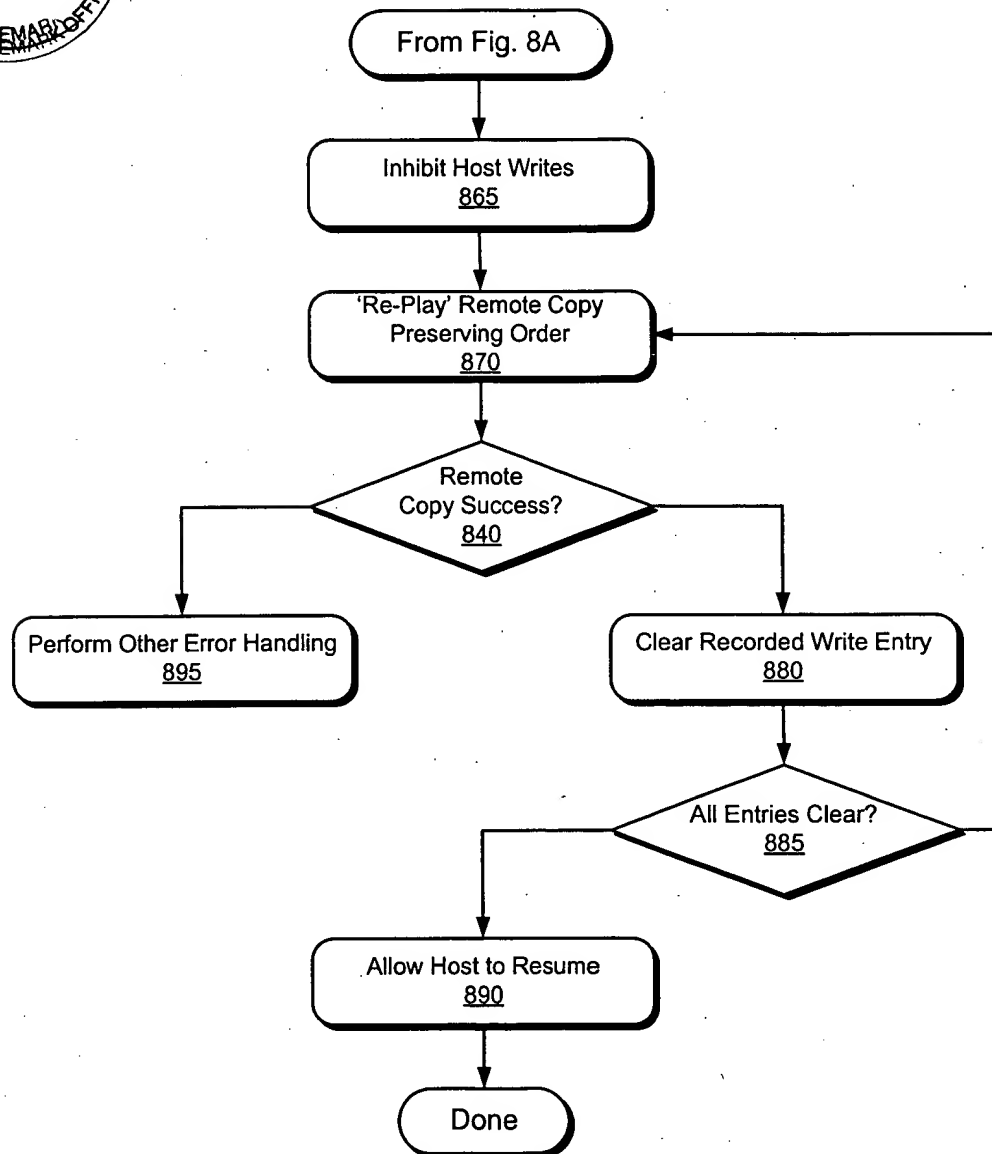 From Fig. 8A
Inhibit Host Writes
865
'Re-Play' Remote Copy
Preserving Order
870
Remote
Copy Success?
840
Perform Other Error Handling
895
Clear Recorded Write Entry
880
All Entries Clear?
885
Allow Host to Resume
890
Done